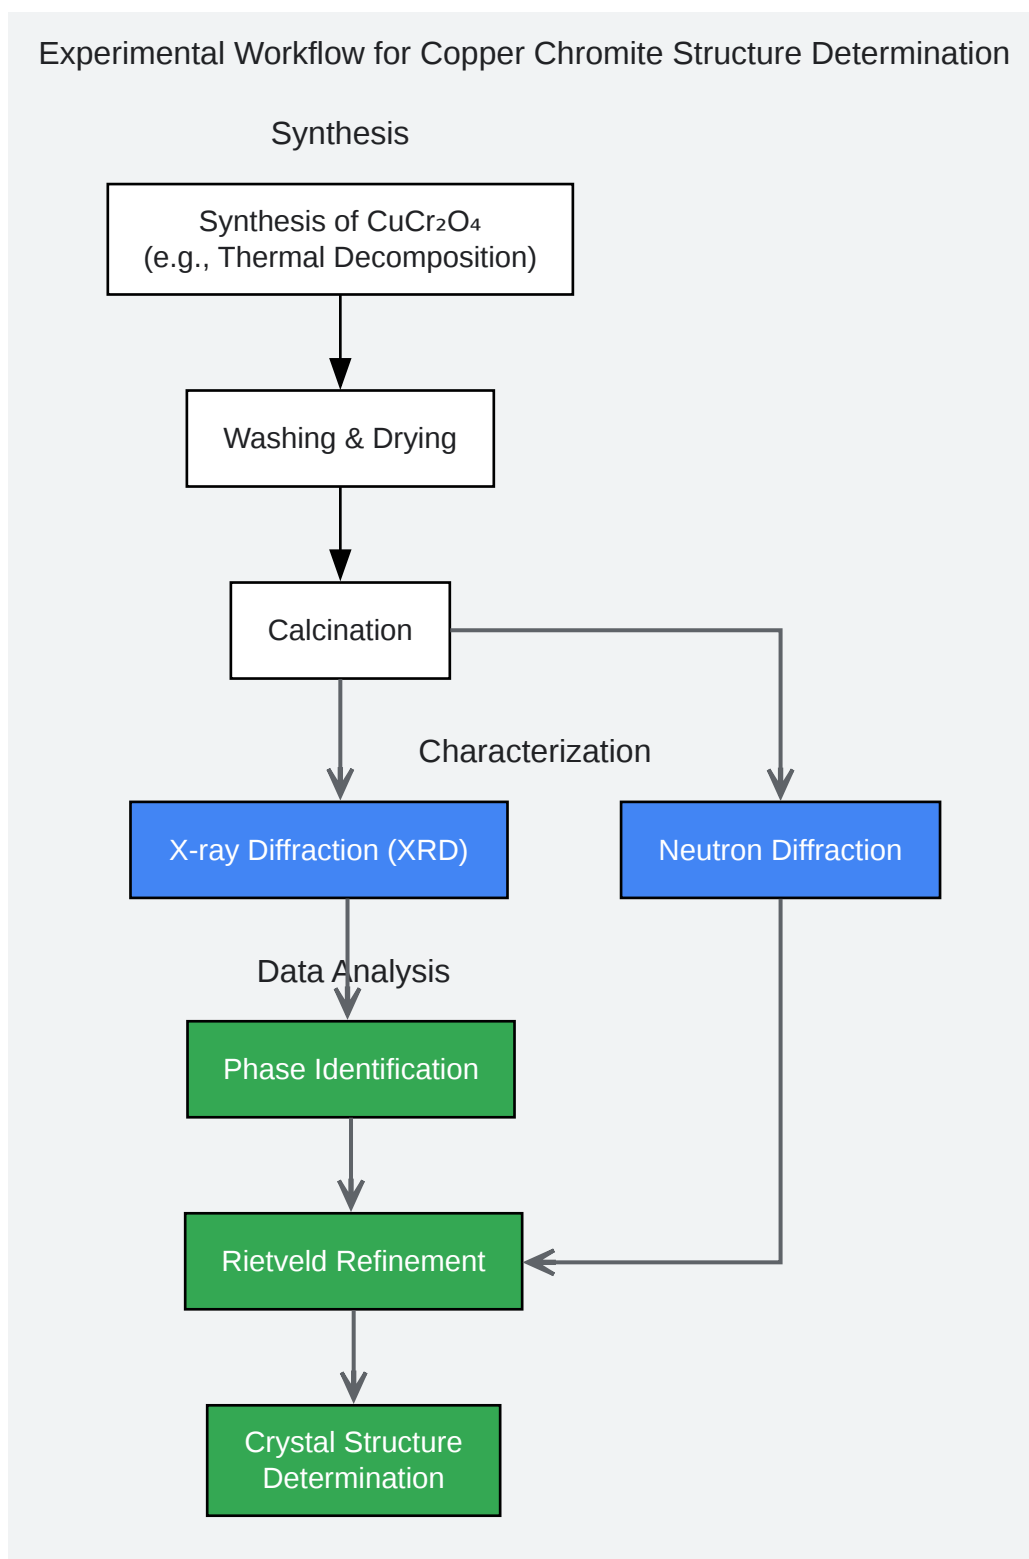 Experimental Workflow for Copper Chromite Structure Determination
Synthesis
Synthesis of CuCr₂O₄
(e.g., Thermal Decomposition)
Washing & Drying
Calcination
Characterization
X-ray Diffraction (XRD)
Neutron Diffraction
Data Analysis
Phase Identification
Rietveld Refinement
Crystal Structure
Determination